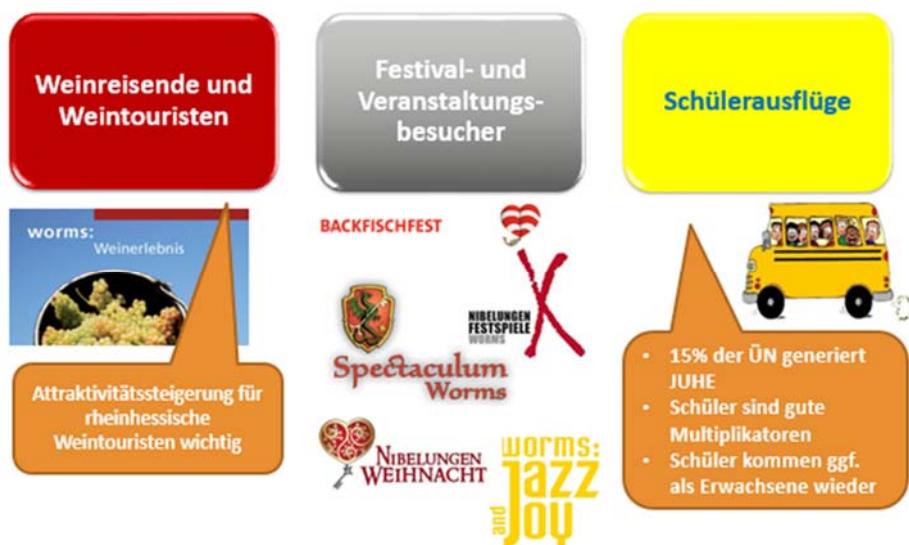 Weinreisende und
Weintouristen
Festival- und
Veranstaltungs-
besucher
Schülerausflüge
worms:
Weinerlebnis
Attraktivitätssteigerung für
rheinhessische
Weintouristen wichtig
BACKFISCHFEST
NIBELUNGEN
FESTSPIELE
WORMS
Spectaculum
Worms
NIBELUNGEN
WEIHNACHT
worms:
Jazz
and
Joy
• 15% der ÜN generiert
JUHE
• Schüler sind gute
Multiplikatoren
• Schüler kommen ggf.
als Erwachsene wieder